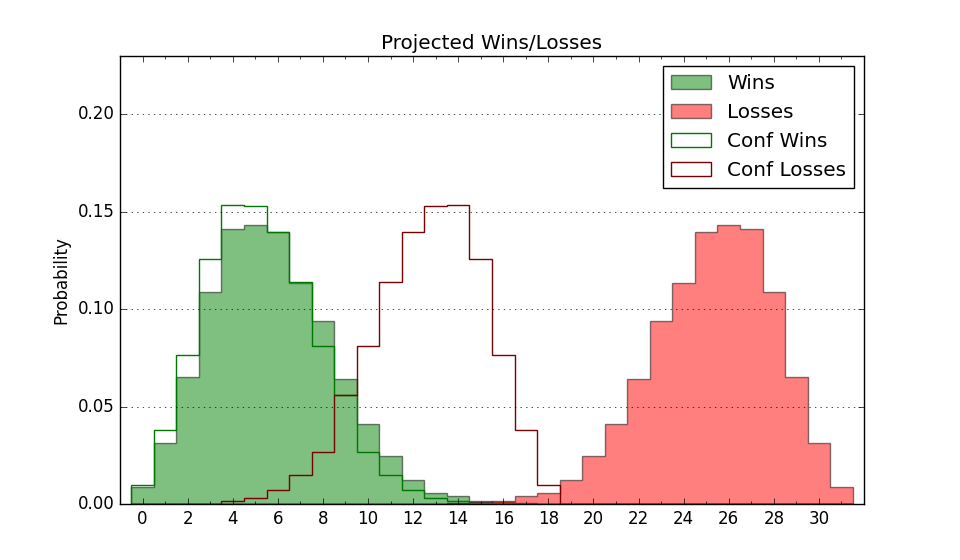 Projected Wins/Losses
Wins
Losses
Conf Wins
Conf Losses
Probability
0.20
0.15
0.10
0.05
0.00
0 2 4 6 8 10 12 14 16 18 20 22 24 26 28 30